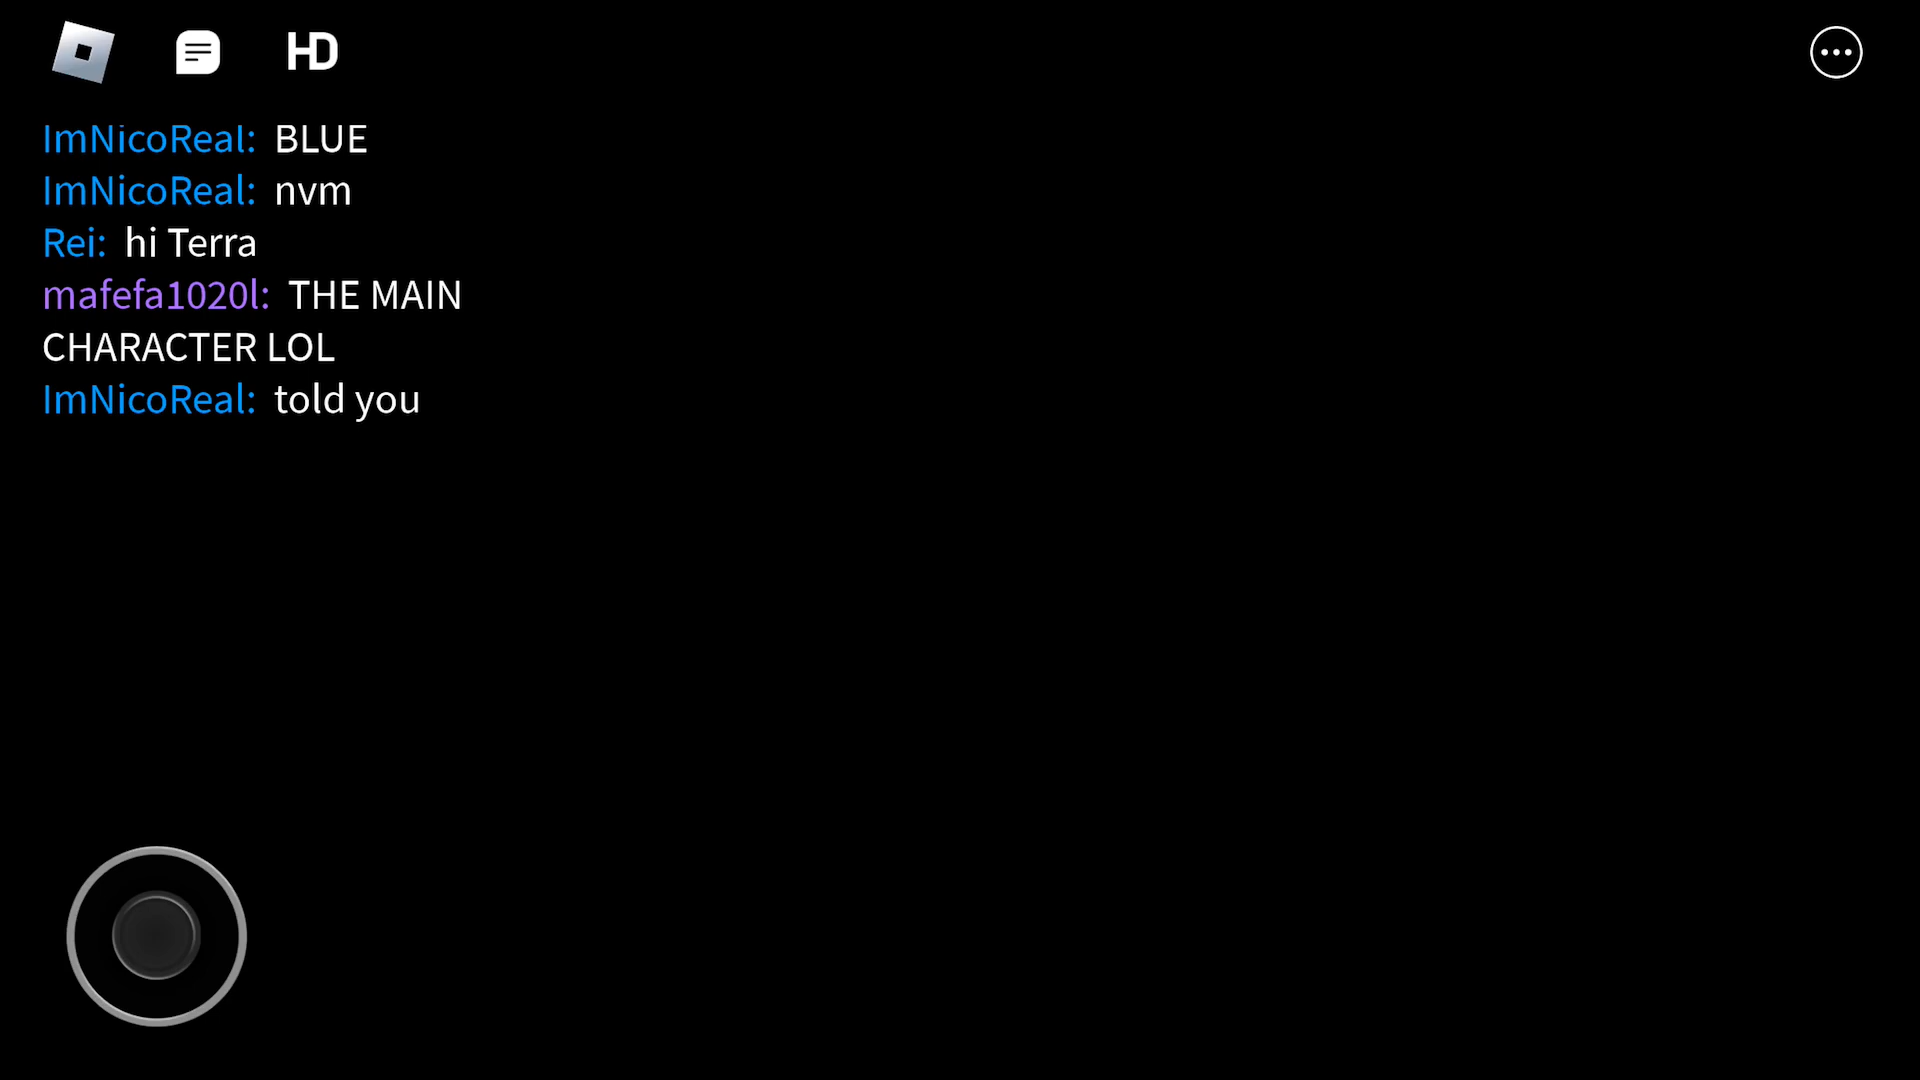 HD
ImNicoReal: BLUE
ImNicoReal: nvm
Rei: hi Terra
mafefa1020l: THE MAIN
CHARACTER LOL
ImNicoReal: told you